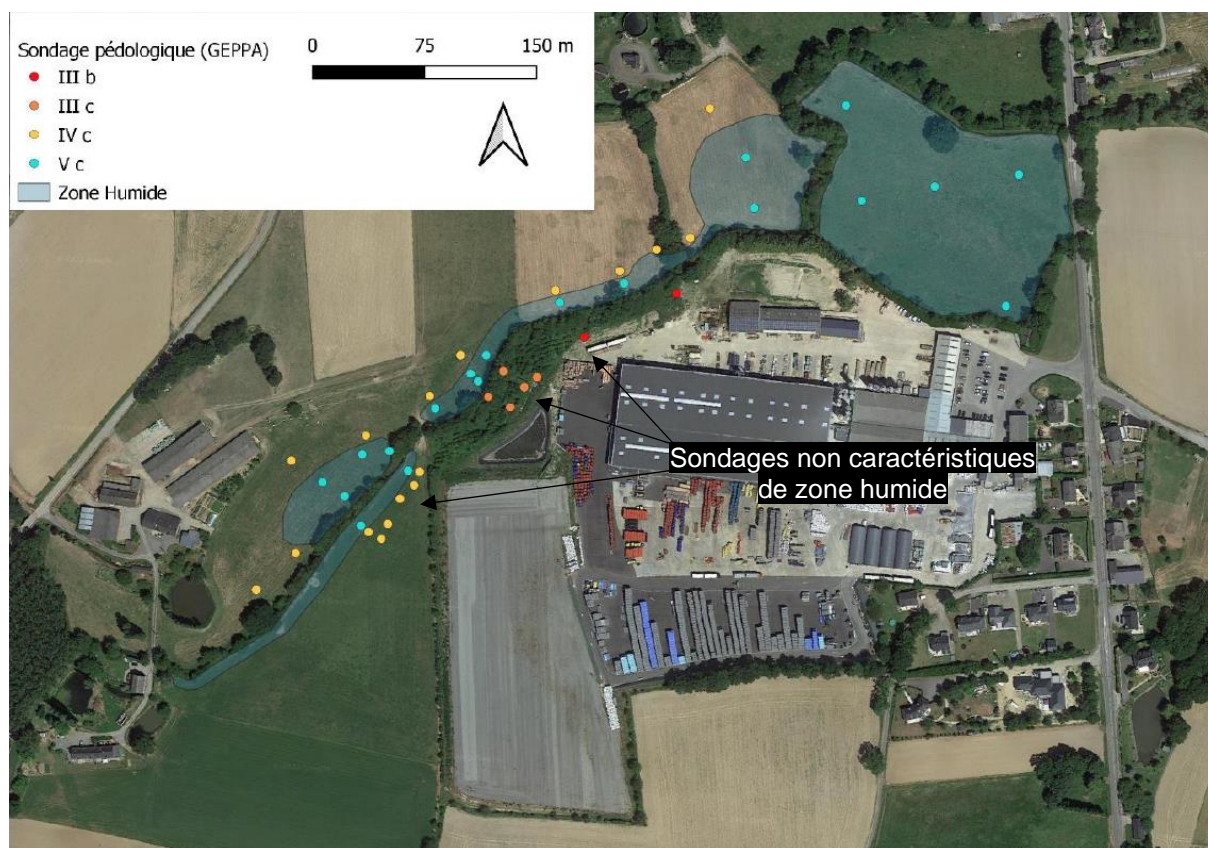 Sondage pédologique (GEPPA)
III b
III c
IV c
V c
Zone Humide
0 75 150 m
Sondages non caractéristiques
de zone humide